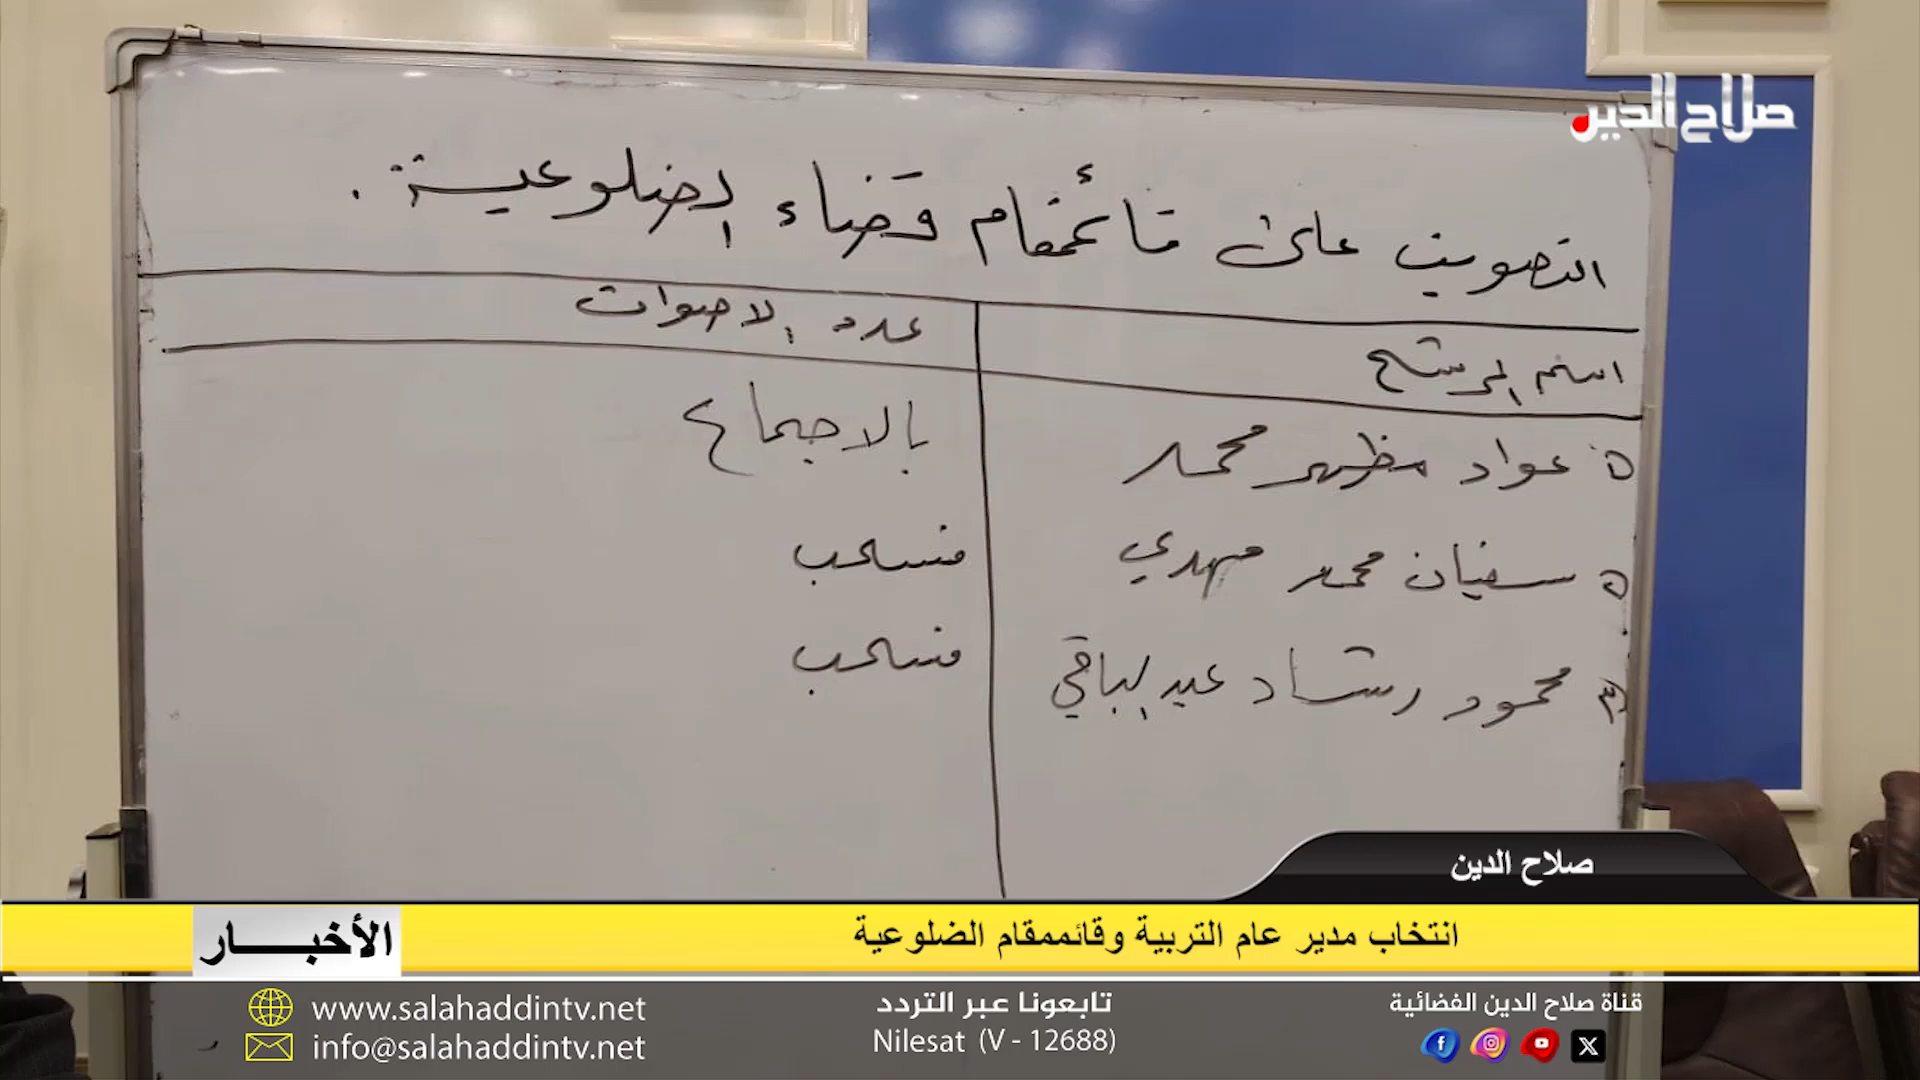 صلاح الدين
التصويت على قائممقام قضاء الضلوعية.
اسم المرشح عدد الاصوات
عواد مظهر محمد بالاجماع
سفيان محمد مهدي منسحب
محمود رشاد عبد الباقي منسحب
صلاح الدين
انتخاب مدير عام التربية وقائممقام الضلوعية
الأخبـــــار
قناة صلاح الدين الفضائية
تابعونا عبر التردد
Nilesat (V - 12688)
www.salahaddintv.net
info@salahaddintv.net